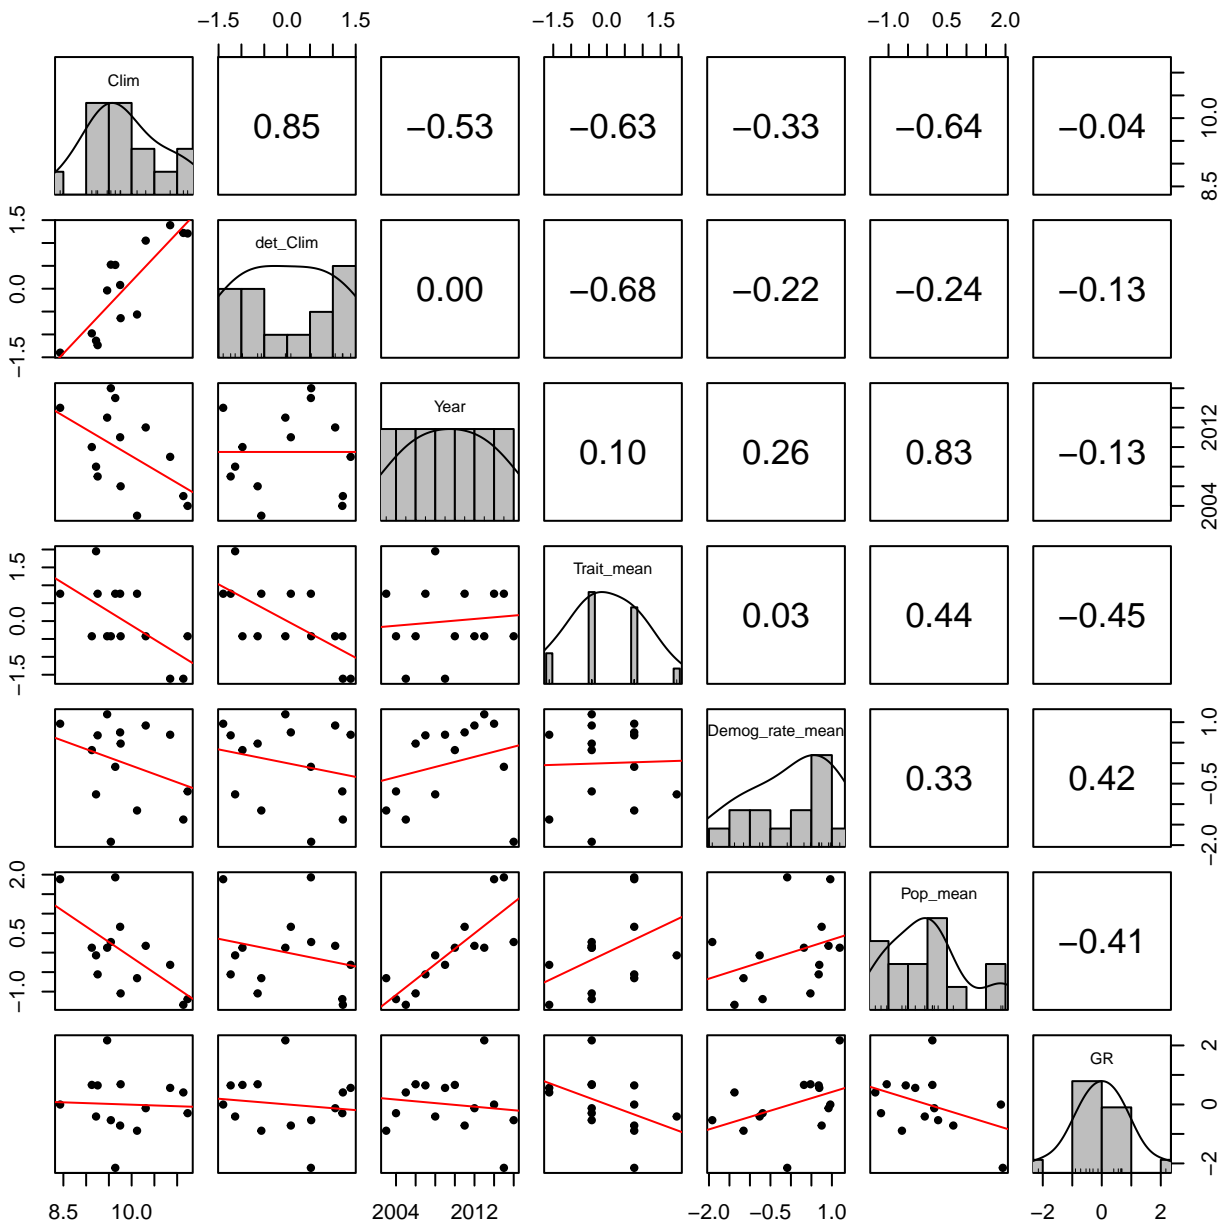 −1.5 0.0 1.5 −1.5 0.0 1.5 −1.0 0.5 2.0
Clim 0.85 −0.53 −0.63 −0.33 −0.64 −0.04 8.5 10.0
−1.5 0.0 1.5 det_Clim 0.00 −0.68 −0.22 −0.24 −0.13
Year 0.10 0.26 0.83 −0.13 2004 2012
−1.5 0.0 1.5 Trait_mean 0.03 0.44 −0.45
Demog_rate_mean 0.33 0.42 −2.0 −0.5 1.0
−1.0 0.5 2.0 Pop_mean −0.41
GR −2 0 2
8.5 10.0 2004 2012 −2.0 −0.5 1.0 −2 0 2